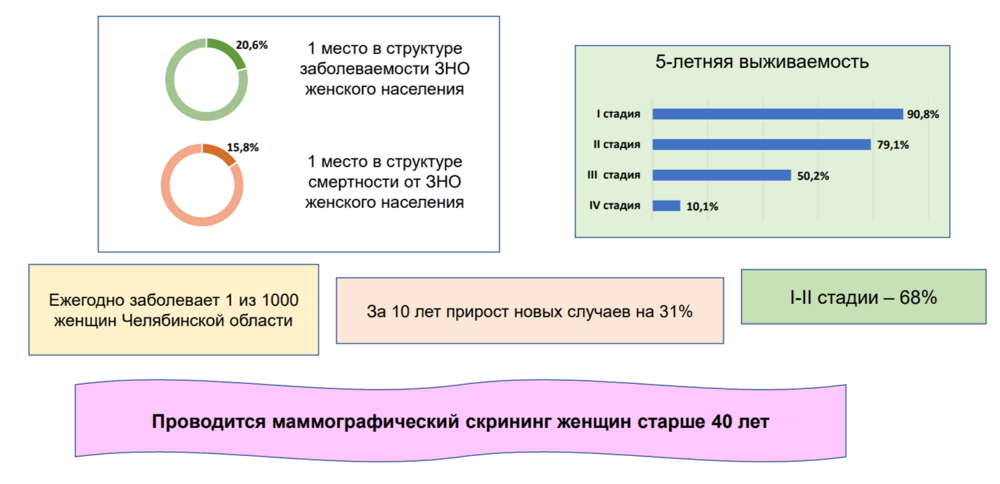 20,6%
1 место в структуре
заболеваемости ЗНО
женского населения
15,8%
1 место в структуре
смертности от ЗНО
женского населения
5-летняя выживаемость
I стадия 90,8%
II стадия 79,1%
III стадия 50,2%
IV стадия 10,1%
Ежегодно заболевает 1 из 1000
женщин Челябинской области
За 10 лет прирост новых случаев на 31%
I-II стадии – 68%
Проводится маммографический скрининг женщин старше 40 лет